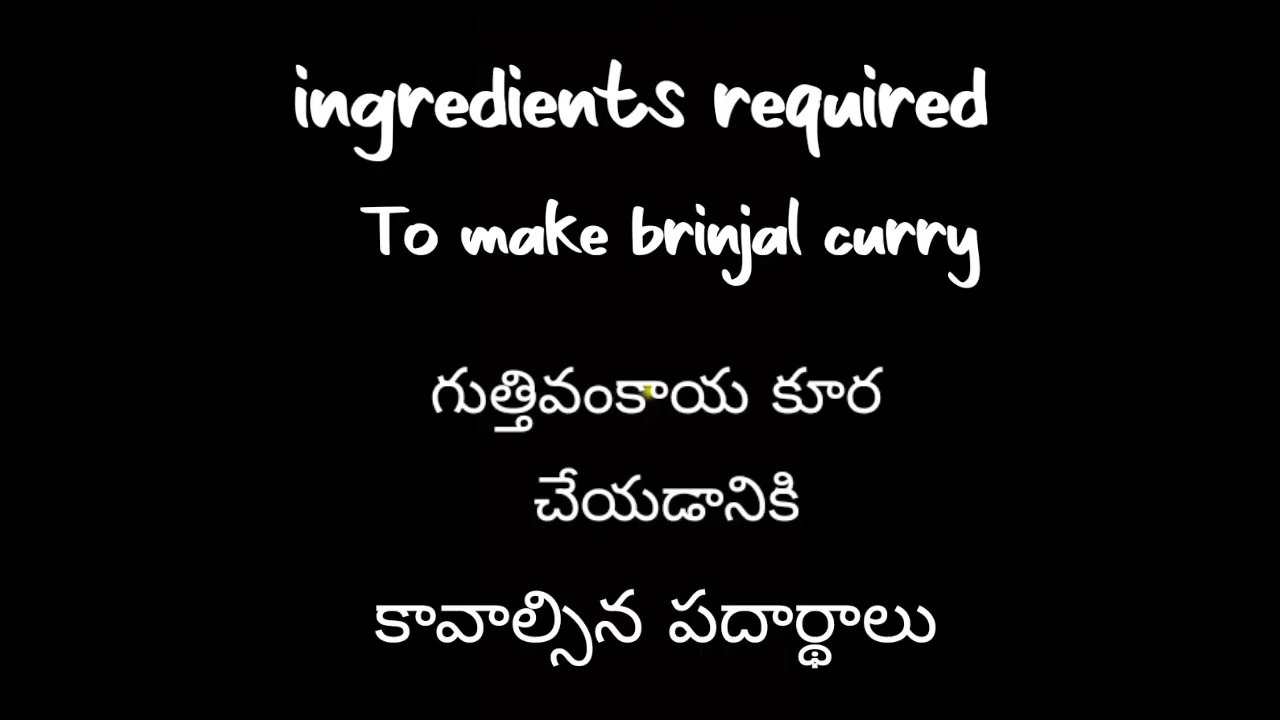 ingredients required
To make brinjal curry
గుత్తివంకాయ కూర
చేయడానికి
కావాల్సిన పదార్థాలు